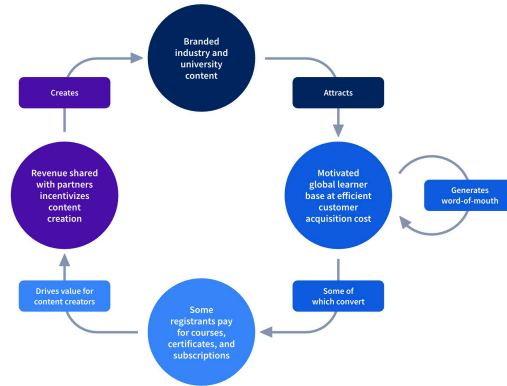 Branded
industry and
university
content
Creates
Attracts
Revenue shared
with partners
incentivizes
content
creation
Motivated
global learner
base at efficient
customer
acquisition cost
Generates
word-of-mouth
Drives value for
content creators
Some
of which convert
Some
registrants pay
for courses,
certificates, and
subscriptions